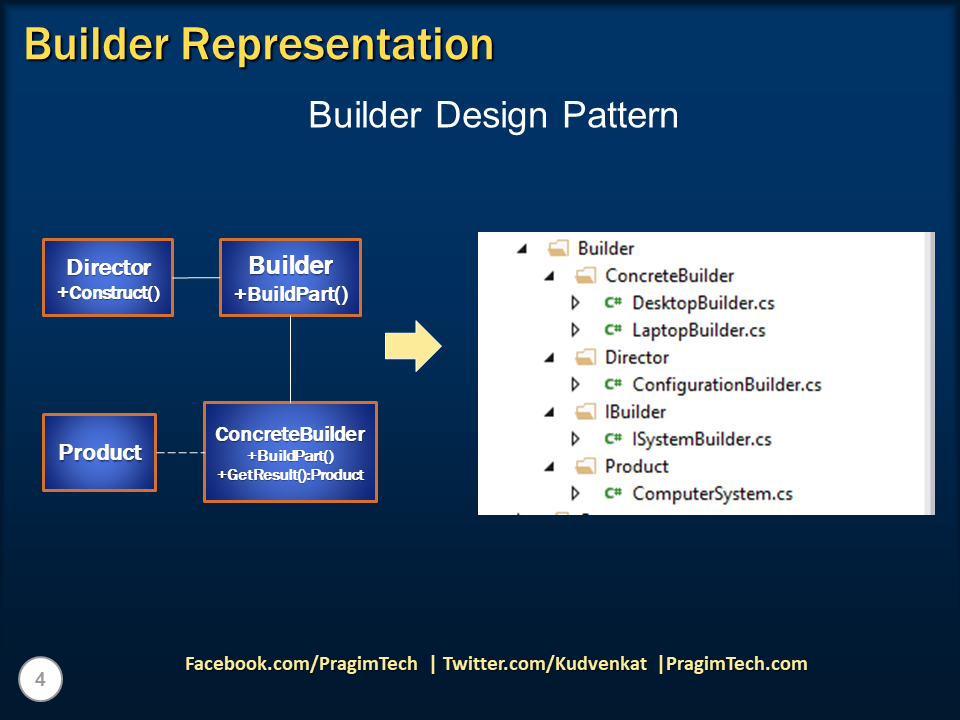 Builder Representation
Builder Design Pattern
Director
+Construct()
Builder
+BuildPart()
Product
ConcreteBuilder
+BuildPart()
+GetResult():Product
Builder
ConcreteBuilder
C# DesktopBuilder.cs
C# LaptopBuilder.cs
Director
C# ConfigurationBuilder.cs
IBuilder
C# ISystemBuilder.cs
Product
C# ComputerSystem.cs
Facebook.com/PragimTech | Twitter.com/Kudvenkat |PragimTech.com
4